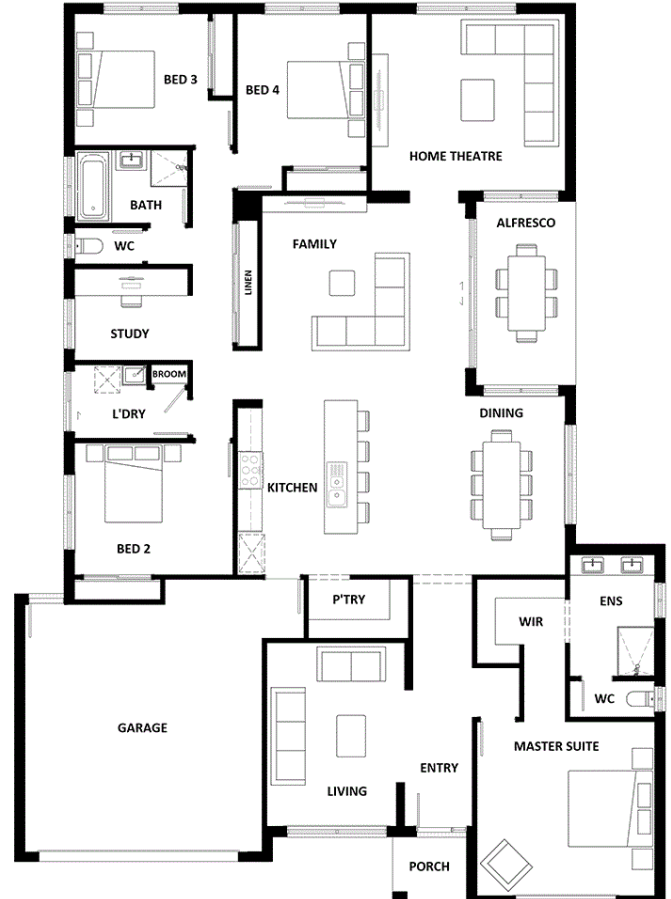 BED 3
BED 4
HOME THEATRE
BATH
ALFRESCO
WC
FAMILY
LINEN
STUDY
BROOM
L'DRY
DINING
KITCHEN
BED 2
P'TRY
WIR
ENS
WC
GARAGE
MASTER SUITE
ENTRY
LIVING
PORCH